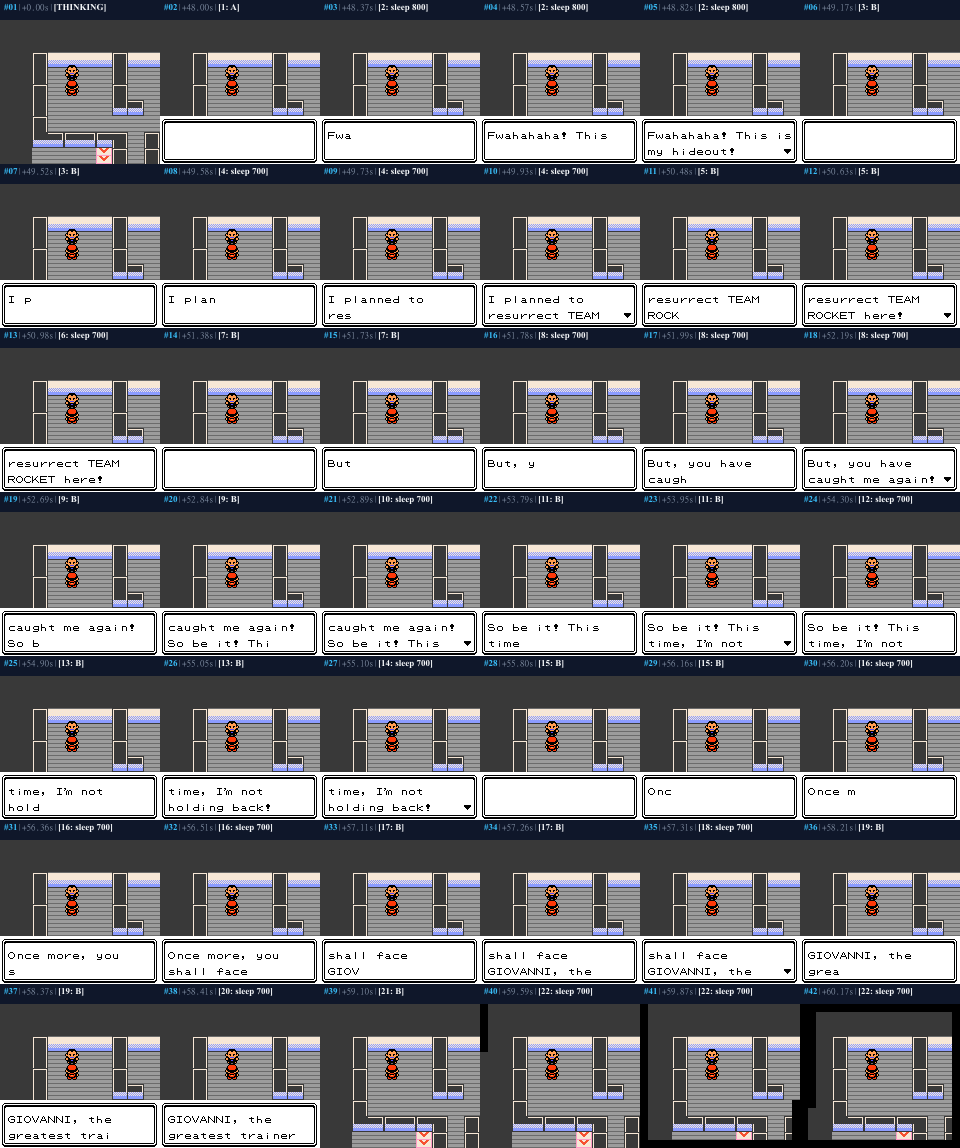 #01|+0.00s|[THINKING]
#02|+48.00s| [1: A]
#03|+48.37s|[2: sleep 800]
#04|+48.57s|[2: sleep 800]
#05|+48.82s|[2: sleep 800]
#06|+49.17s|[3: B]
Fwa
Fwahahaha! This
Fwahahaha! This is
my hideout!
#07|+49.52s|[3: B]
#08|+49.58s|[4: sleep 700]
#09|+49.73s|[4: sleep 700]
#10|+49.93s|[4: sleep 700]
#11|+50.48s|[5: B]
#12|+50.63s|[5: B]
I p
I plan
I planned to
res
I planned to
resurrect TEAM
resurrect TEAM
ROCK
resurrect TEAM
ROCKET here!
#13|+50.98s|[6: sleep 700]
#14|+51.38s|[7: B]
#15|+51.73s|[7: B]
#16|+51.78s|[8: sleep 700]
#17|+51.99s|[8: sleep 700]
#18|+52.19s|[8: sleep 700]
resurrect TEAM
ROCKET here!
But
But, y
But, you have
caugh
But, you have
caught me again!
#19|+52.69s|[9: B]
#20|+52.84s|[9: B]
#21|+52.89s|[10: sleep 700]
#22|+53.79s|[11: B]
#23|+53.95s|[11: B]
#24|+54.30s|[12: sleep 700]
caught me again!
So b
caught me again!
So be it! Thi
caught me again!
So be it! This
So be it! This
time
So be it! This
time, I'm not
So be it! This
time, I'm not
#25|+54.90s|[13: B]
#26|+55.05s|[13: B]
#27|+55.10s|[14: sleep 700]
#28|+55.80s|[15: B]
#29|+56.16s|[15: B]
#30|+56.20s|[16: sleep 700]
time, I'm not
hold
time, I'm not
holding back!
time, I'm not
holding back!
Onc
Once m
#31|+56.36s|[16: sleep 700]
#32|+56.51s|[16: sleep 700]
#33|+57.11s|[17: B]
#34|+57.26s|[17: B]
#35|+57.31s|[18: sleep 700]
#36|+58.21s|[19: B]
Once more, you
s
Once more, you
shall face
shall face
GIOV
shall face
GIOVANNI, the
shall face
GIOVANNI, the
GIOVANNI, the
grea
#37|+58.37s|[19: B]
#38|+58.41s|[20: sleep 700]
#39|+59.10s|[21: B]
#40|+59.59s|[22: sleep 700]
#41|+59.87s|[22: sleep 700]
#42|+60.17s|[22: sleep 700]
GIOVANNI, the
greatest trai
GIOVANNI, the
greatest trainer